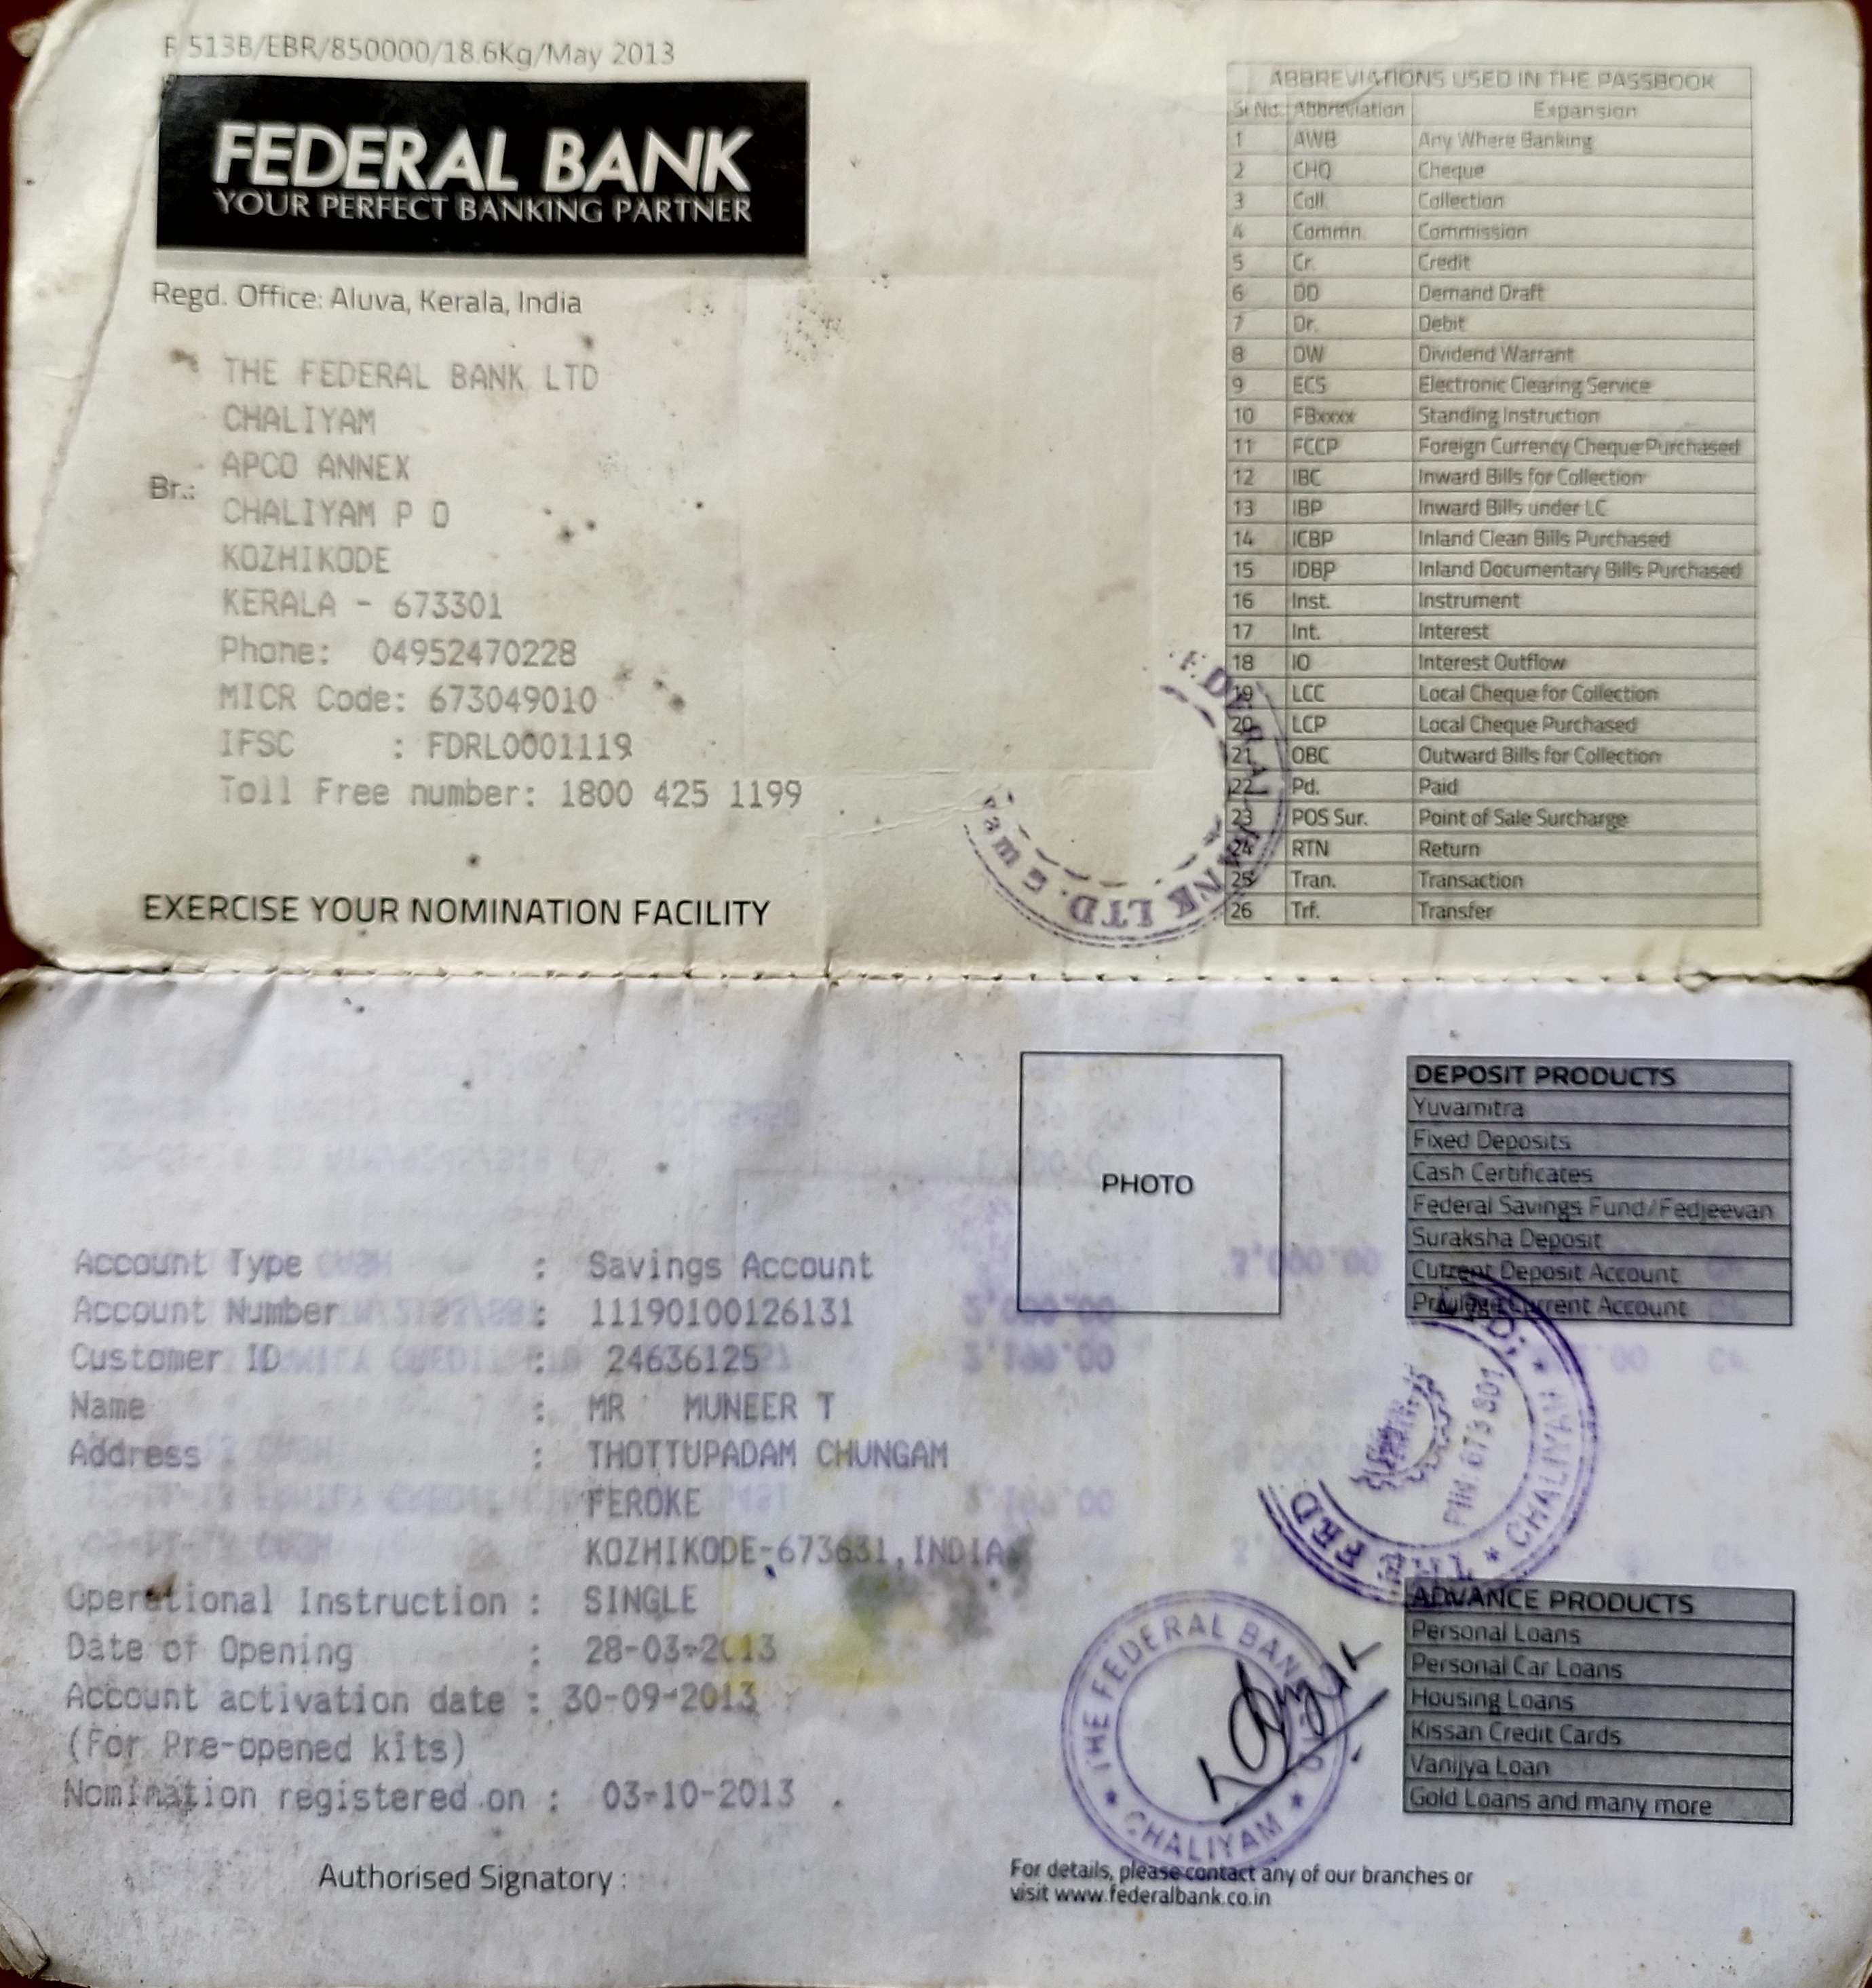 F 513B/EBR/850000/18.6Kg/May 2013
FEDERAL BANK
YOUR PERFECT BANKING PARTNER
Regd. Office: Aluva, Kerala, India
THE FEDERAL BANK LTD
CHALIYAM
APCO ANNEX
Br.: CHALIYAM P O
KOZHIKODE
KERALA - 673301
Phone: 04952470228
MICR Code: 673049010
IFSC : FDRL0001119
Toll Free number: 1800 425 1199
EXERCISE YOUR NOMINATION FACILITY
ABBREVIATIONS USED IN THE PASSBOOK
Sl No. Abbreviation Expansion
1 AWB Any Where Banking
2 CHQ Cheque
3 Coll. Collection
4 Commn. Commission
5 Cr. Credit
6 DD Demand Draft
7 Dr. Debit
8 DW Dividend Warrant
9 ECS Electronic Clearing Service
10 FBxxxx Standing Instruction
11 FCCP Foreign Currency Cheque Purchased
12 IBC Inward Bills for Collection
13 IBP Inward Bills under LC
14 ICBP Inland Clean Bills Purchased
15 IDBP Inland Documentary Bills Purchased
16 Inst. Instrument
17 Int. Interest
18 IO Interest Outflow
19 LCC Local Cheque for Collection
20 LCP Local Cheque Purchased
21 OBC Outward Bills for Collection
22 Pd. Paid
23 POS Sur. Point of Sale Surcharge
24 RTN Return
25 Tran. Transaction
26 Trf. Transfer
PHOTO
Account Type : Savings Account
Account Number : 11190100126131
Customer ID : 24636125
Name : MR MUNEER T
Address : THOTTUPADAM CHUNGAM
FEROKE
KOZHIKODE-673631,INDIA
Operational Instruction : SINGLE
Date of Opening : 28-03-2013
Account activation date : 30-09-2013
(For Pre-opened kits)
Nomination registered on : 03-10-2013
Authorised Signatory :
DEPOSIT PRODUCTS
Yuvamitra
Fixed Deposits
Cash Certificates
Federal Savings Fund/Fedjeevan
Suraksha Deposit
Current Deposit Account
Privilege Current Account
CHALIYAM
THE FEDERAL BANK
CHALIYAM
ADVANCE PRODUCTS
Personal Loans
Personal Car Loans
Housing Loans
Kissan Credit Cards
Vanijya Loan
Gold Loans and many more
For details, please contact any of our branches or
visit www.federalbank.co.in